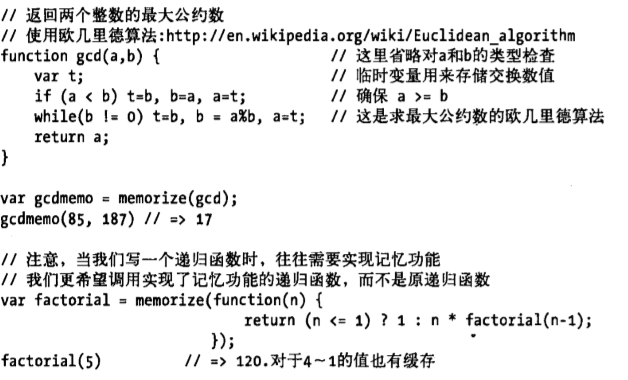 // 返回两个整数的最大公约数
// 使用欧几里德算法:http://en.wikipedia.org/wiki/Euclidean_algorithm
function gcd(a,b) { // 这里省略对a和b的类型检查
var t; // 临时变量用来存储交换数值
if (a < b) t=b, b=a, a=t; // 确保 a >= b
while(b != 0) t=b, b = a%b, a=t; // 这是求最大公约数的欧几里德算法
return a;
}
var gcdmemo = memorize(gcd);
gcdmemo(85, 187) // => 17
// 注意，当我们写一个递归函数时，往往需要实现记忆功能
// 我们更希望调用实现了记忆功能的递归函数，而不是原递归函数
var factorial = memorize(function(n) {
return (n <= 1) ? 1 : n * factorial(n-1);
});
factorial(5) // => 120.对于4~1的值也有缓存